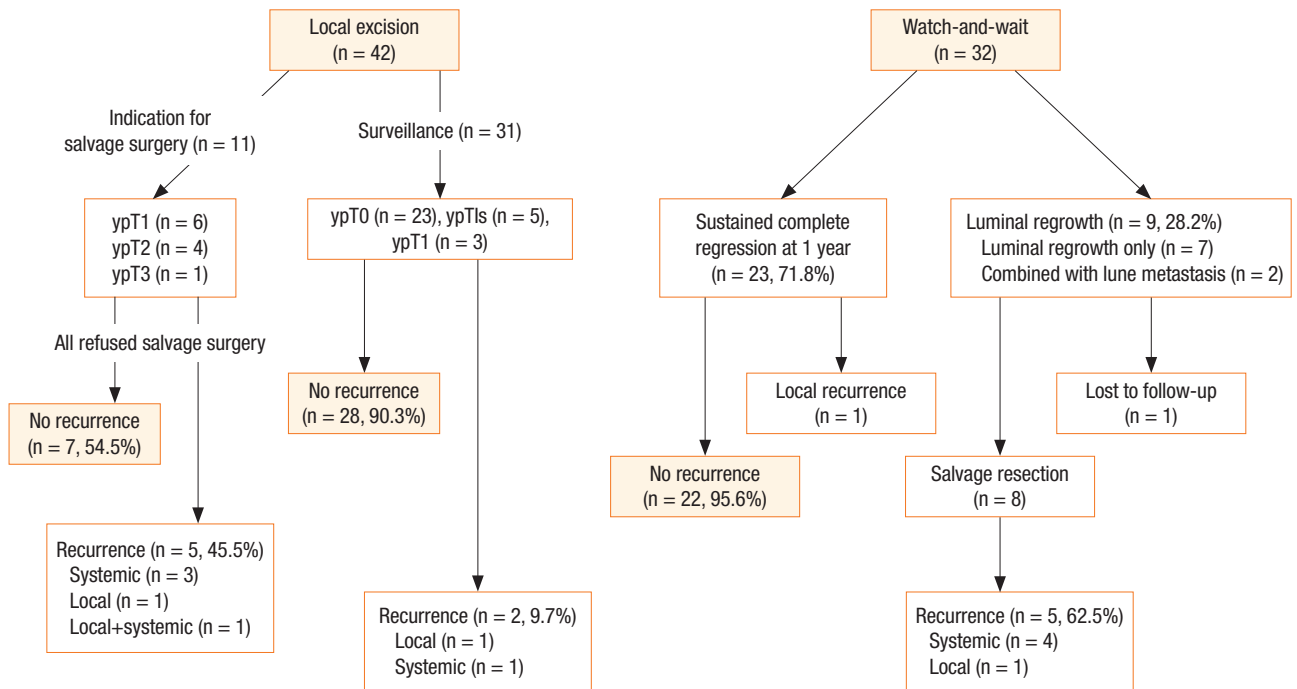 Local excision
(n = 42)
Indication for
salvage surgery (n = 11)
Surveillance (n = 31)
ypT1 (n = 6)
ypT2 (n = 4)
ypT3 (n = 1)
ypT0 (n = 23), ypTIs (n = 5),
ypT1 (n = 3)
All refused salvage surgery
No recurrence
(n = 7, 54.5%)
No recurrence
(n = 28, 90.3%)
Recurrence (n = 5, 45.5%)
Systemic (n = 3)
Local (n = 1)
Local+systemic (n = 1)
Recurrence (n = 2, 9.7%)
Local (n = 1)
Systemic (n = 1)
Watch-and-wait
(n = 32)
Sustained complete
regression at 1 year
(n = 23, 71.8%)
Luminal regrowth (n = 9, 28.2%)
Luminal regrowth only (n = 7)
Combined with lune metastasis (n = 2)
Local recurrence
(n = 1)
Lost to follow-up
(n = 1)
No recurrence
(n = 22, 95.6%)
Salvage resection
(n = 8)
Recurrence (n = 5, 62.5%)
Systemic (n = 4)
Local (n = 1)